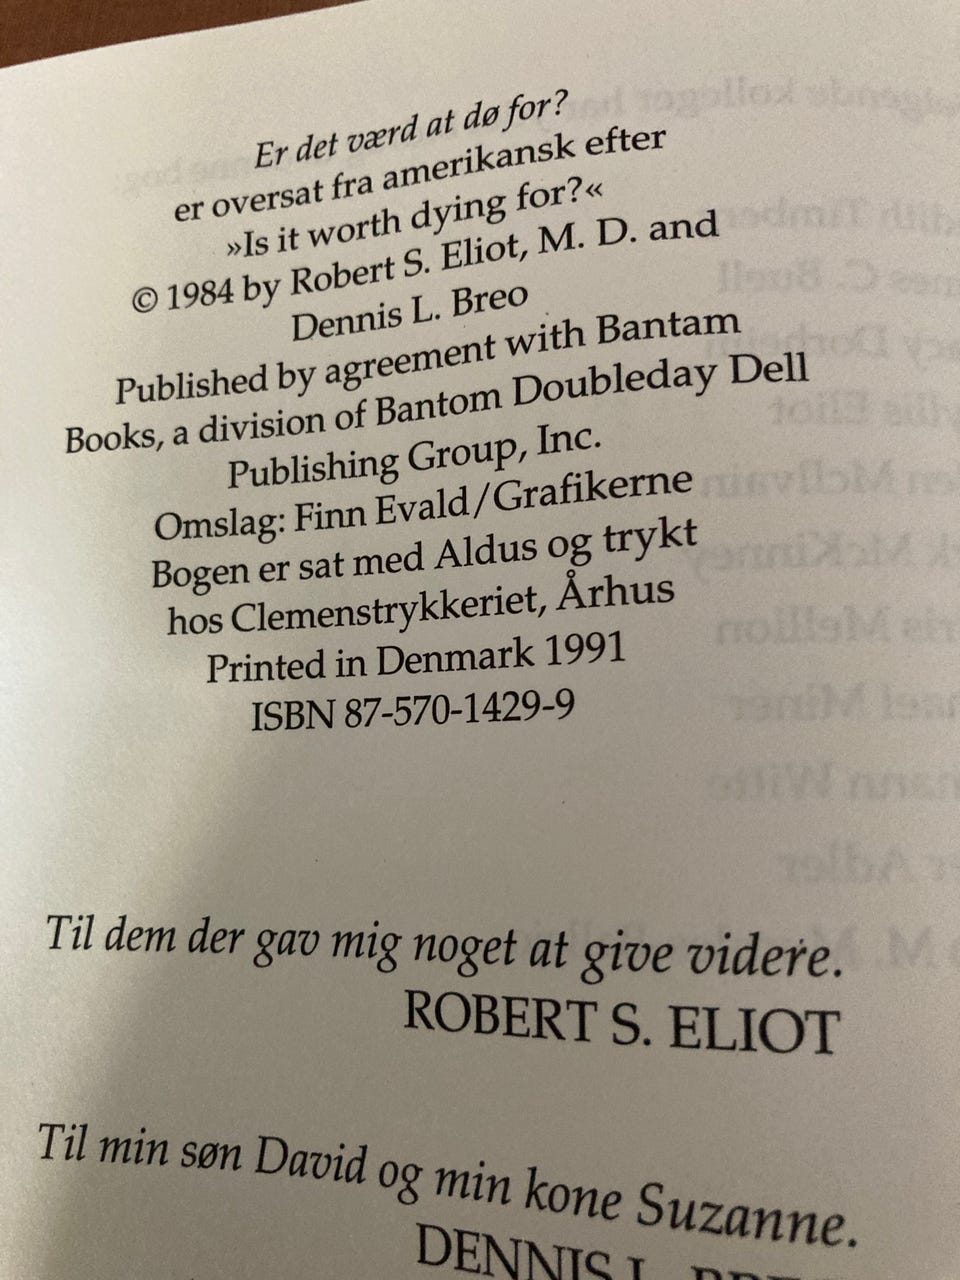 Er det værd at dø for?
er oversat fra amerikansk efter
»Is it worth dying for?«
© 1984 by Robert S. Eliot, M. D. and
Dennis L. Breo
Published by agreement with Bantam
Books, a division of Bantom Doubleday Dell
Publishing Group, Inc.
Omslag: Finn Evald/Grafikerne
Bogen er sat med Aldus og trykt
hos Clemenstrykkeriet, Århus
Printed in Denmark 1991
ISBN 87-570-1429-9
Til dem der gav mig noget at give videre.
ROBERT S. ELIOT
Til min søn David og min kone Suzanne.
DENNIS L.